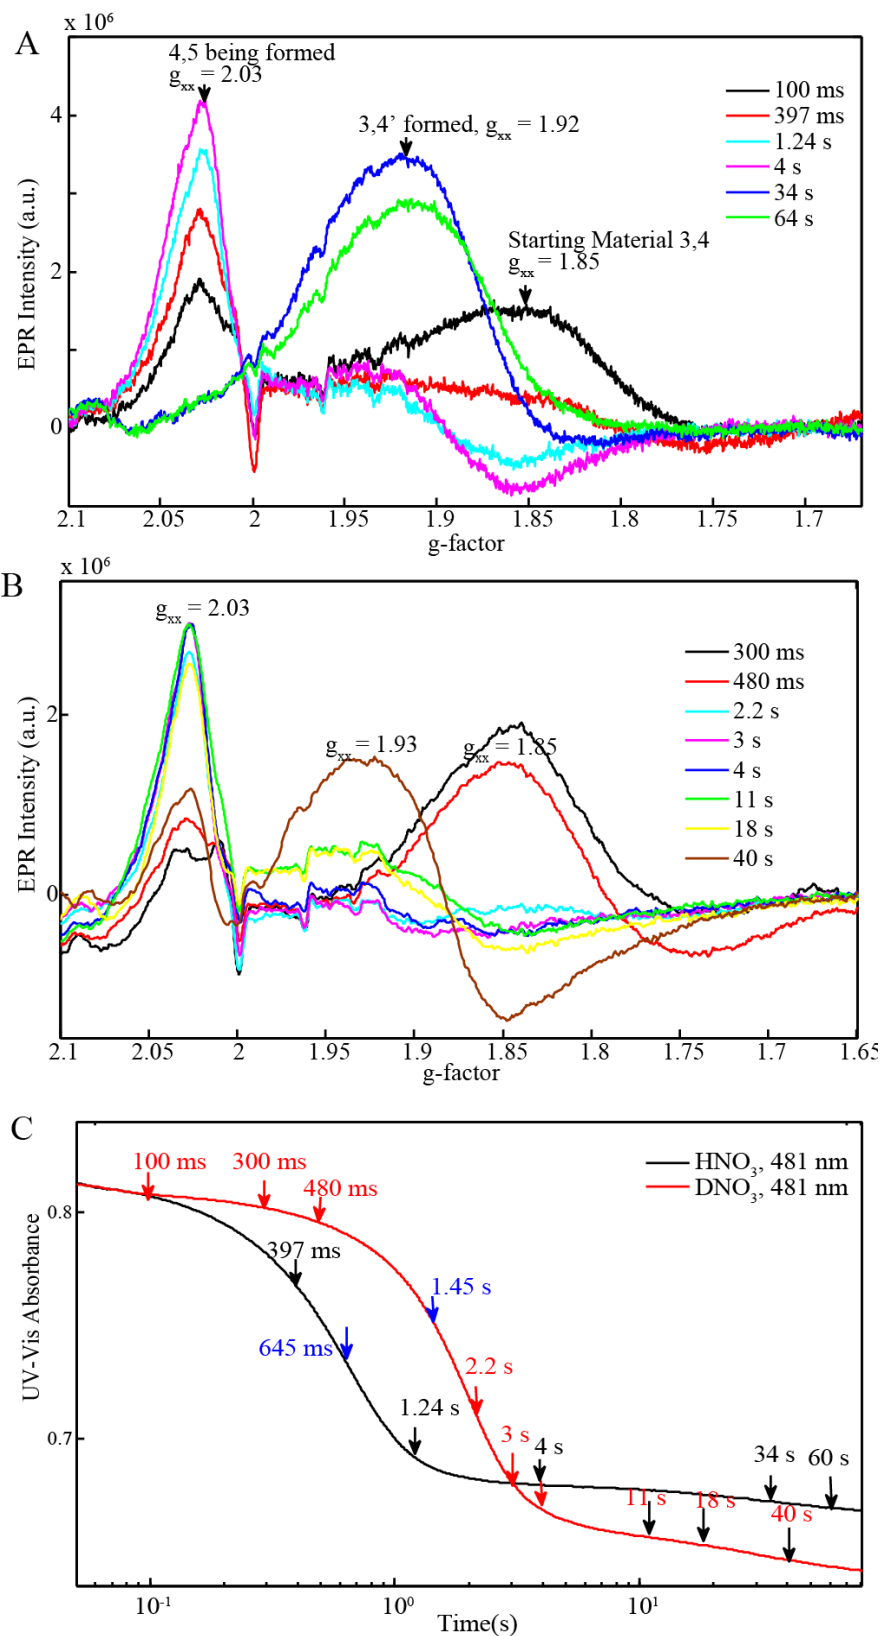 x 10⁶
A
4,5 being formed
gₓₓ = 2.03
3,4’ formed, gₓₓ = 1.92
Starting Material 3,4
gₓₓ = 1.85
100 ms
397 ms
1.24 s
4 s
34 s
64 s
EPR Intensity (a.u.)
4
2
0
2.1 2.05 2 1.95 1.9 1.85 1.8 1.75 1.7
g-factor
x 10⁶
B
gₓₓ = 2.03
gₓₓ = 1.93
gₓₓ = 1.85
300 ms
480 ms
2.2 s
3 s
4 s
11 s
18 s
40 s
EPR Intensity (a.u.)
2
0
2.1 2.05 2 1.95 1.9 1.85 1.8 1.75 1.7 1.65
g-factor
C
HNO₃, 481 nm
DNO₃, 481 nm
100 ms
300 ms
480 ms
397 ms
645 ms
1.45 s
2.2 s
1.24 s
3 s
4 s
34 s
60 s
11 s
18 s
40 s
UV-Vis Absorbance
0.8
0.7
10⁻¹ 10⁰ 10¹
Time(s)